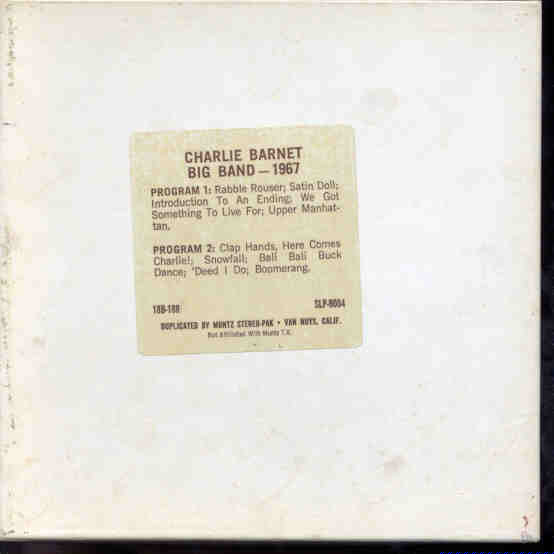 CHARLIE BARNET
BIG BAND — 1967
PROGRAM 1: Rabble Rouser; Satin Doll;
Introduction To An Ending; We Got
Something To Live For; Upper Manhat-
tan.
PROGRAM 2: Clap Hands, Here Comes
Charlie!; Snowfall; Bali Bali Buck
Dance; 'Deed I Do; Boomerang.
18B-188 SLP-9004
DUPLICATED BY MUNTZ STEREO-PAK • VAN NUYS, CALIF.
Not Affiliated With Muntz T.V.